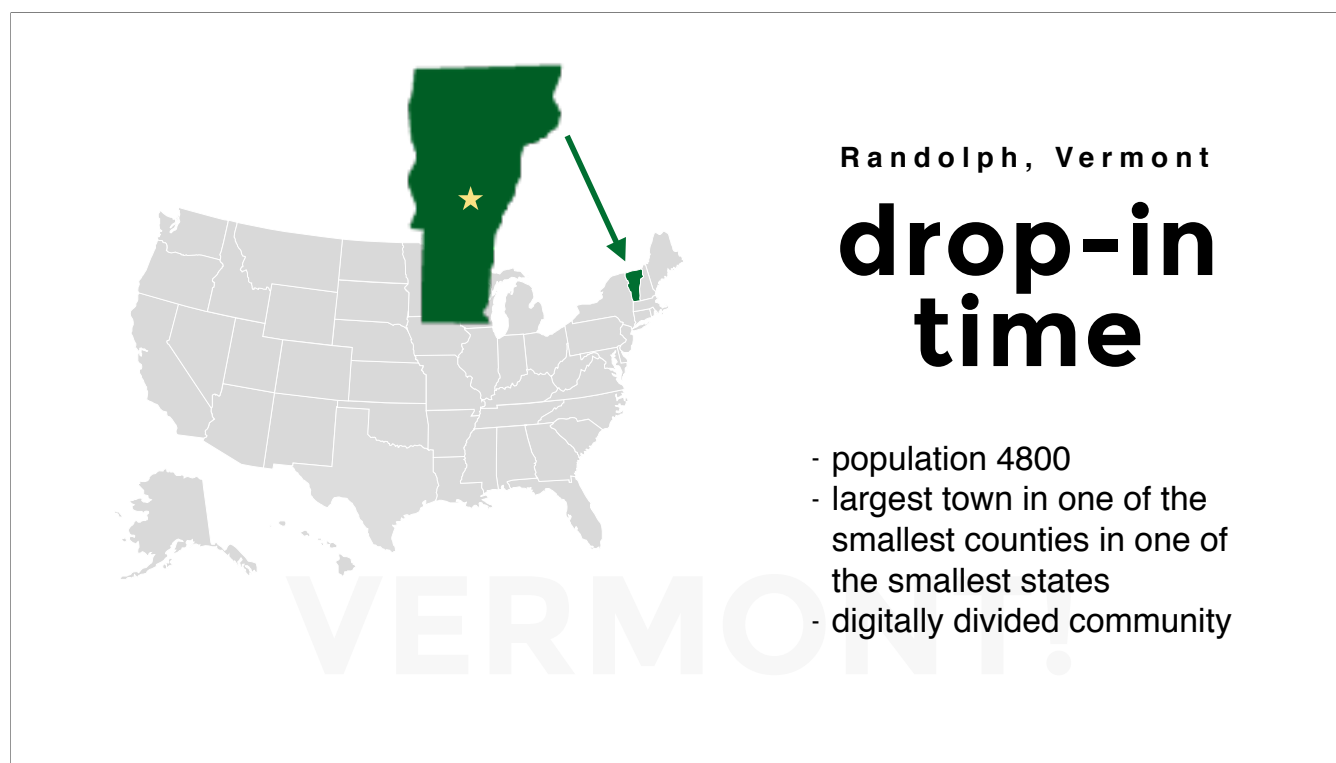 Randolph, Vermont
drop-in
time
- population 4800
- largest town in one of the
smallest counties in one of
the smallest states
- digitally divided community
VERMONT!